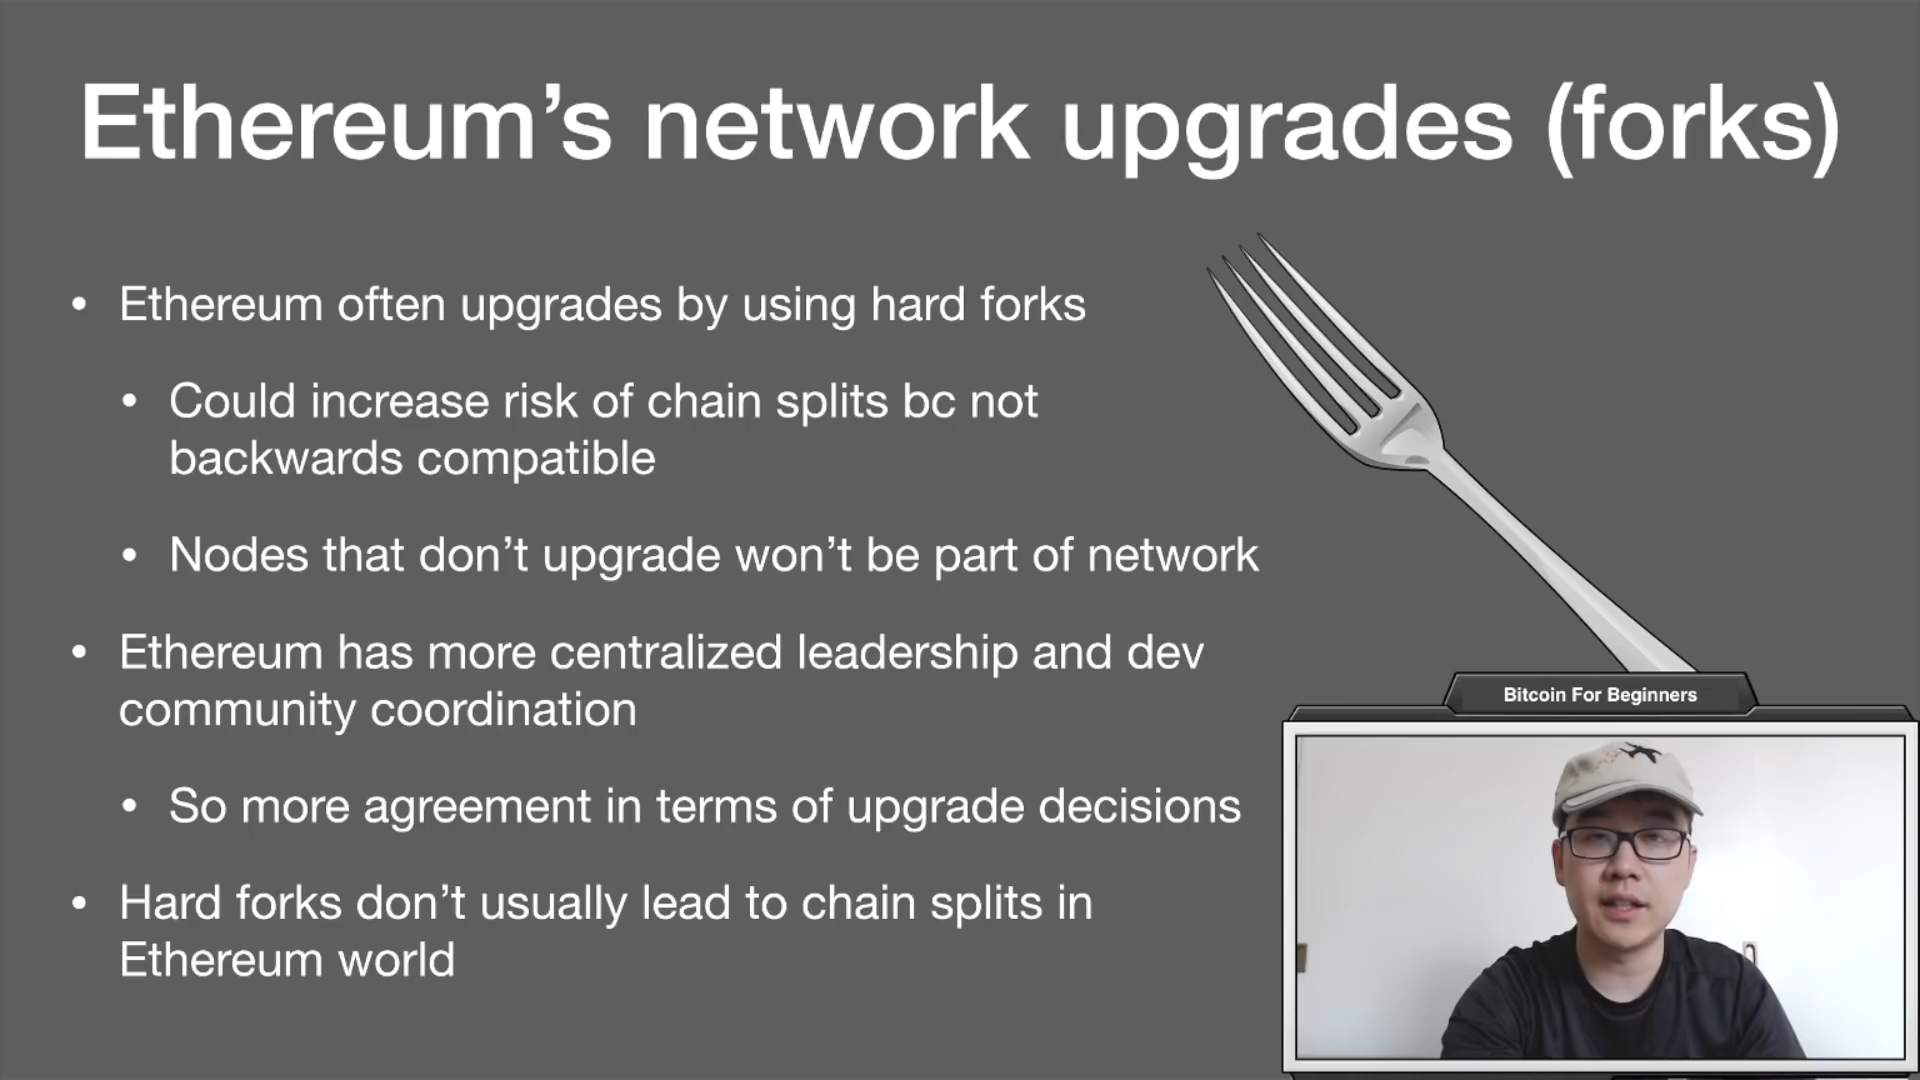 Ethereum’s network upgrades (forks)
• Ethereum often upgrades by using hard forks
• Could increase risk of chain splits bc not
backwards compatible
• Nodes that don’t upgrade won’t be part of network
• Ethereum has more centralized leadership and dev
community coordination
• So more agreement in terms of upgrade decisions
• Hard forks don’t usually lead to chain splits in
Ethereum world
Bitcoin For Beginners